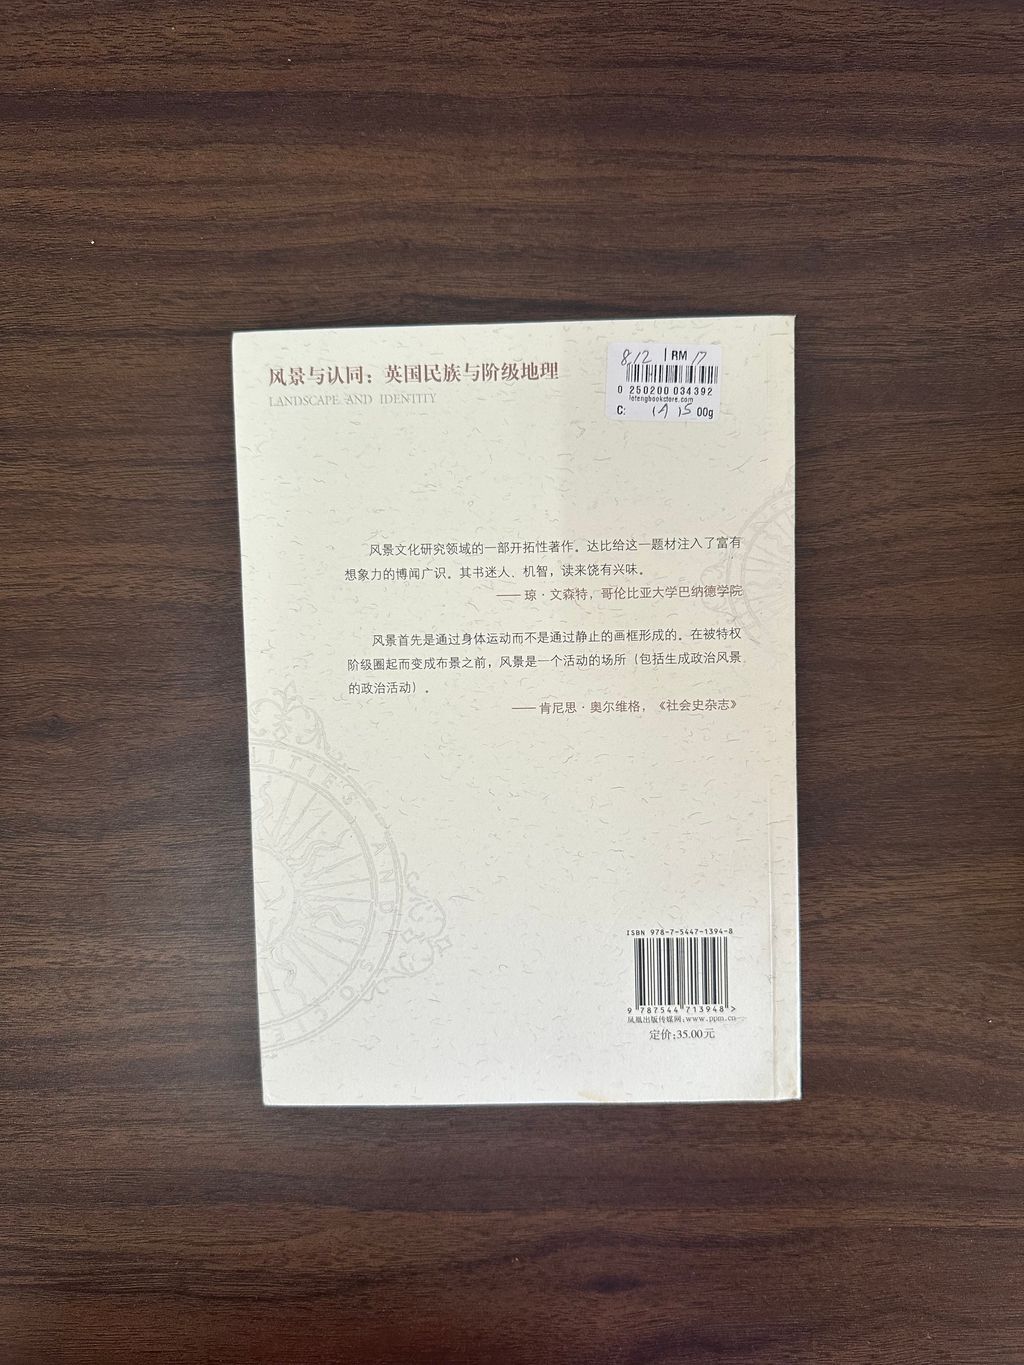 风景与认同：英国民族与阶级地理
LANDSCAPE AND IDENTITY
8,12 RM 17
0 250200 034392
lotengbookstore.com
C: 15 00g
风景文化研究领域的一部开拓性著作。达比给这一题材注入了富有
想象力的博闻广识。其书迷人、机智，读来饶有兴味。
—— 琼·文森特，哥伦比亚大学巴纳德学院
风景首先是通过身体运动而不是通过静止的画框形成的。在被特权
阶级圈起而变成布景之前，风景是一个活动的场所（包括生成政治风景
的政治活动）。
—— 肯尼思·奥尔维格，《社会史杂志》
LITIES AND
ISBN 978-7-5447-1394-8
9 787544 713948 >
凤凰出版传媒网:www.ppm.cn
定价:35.00元